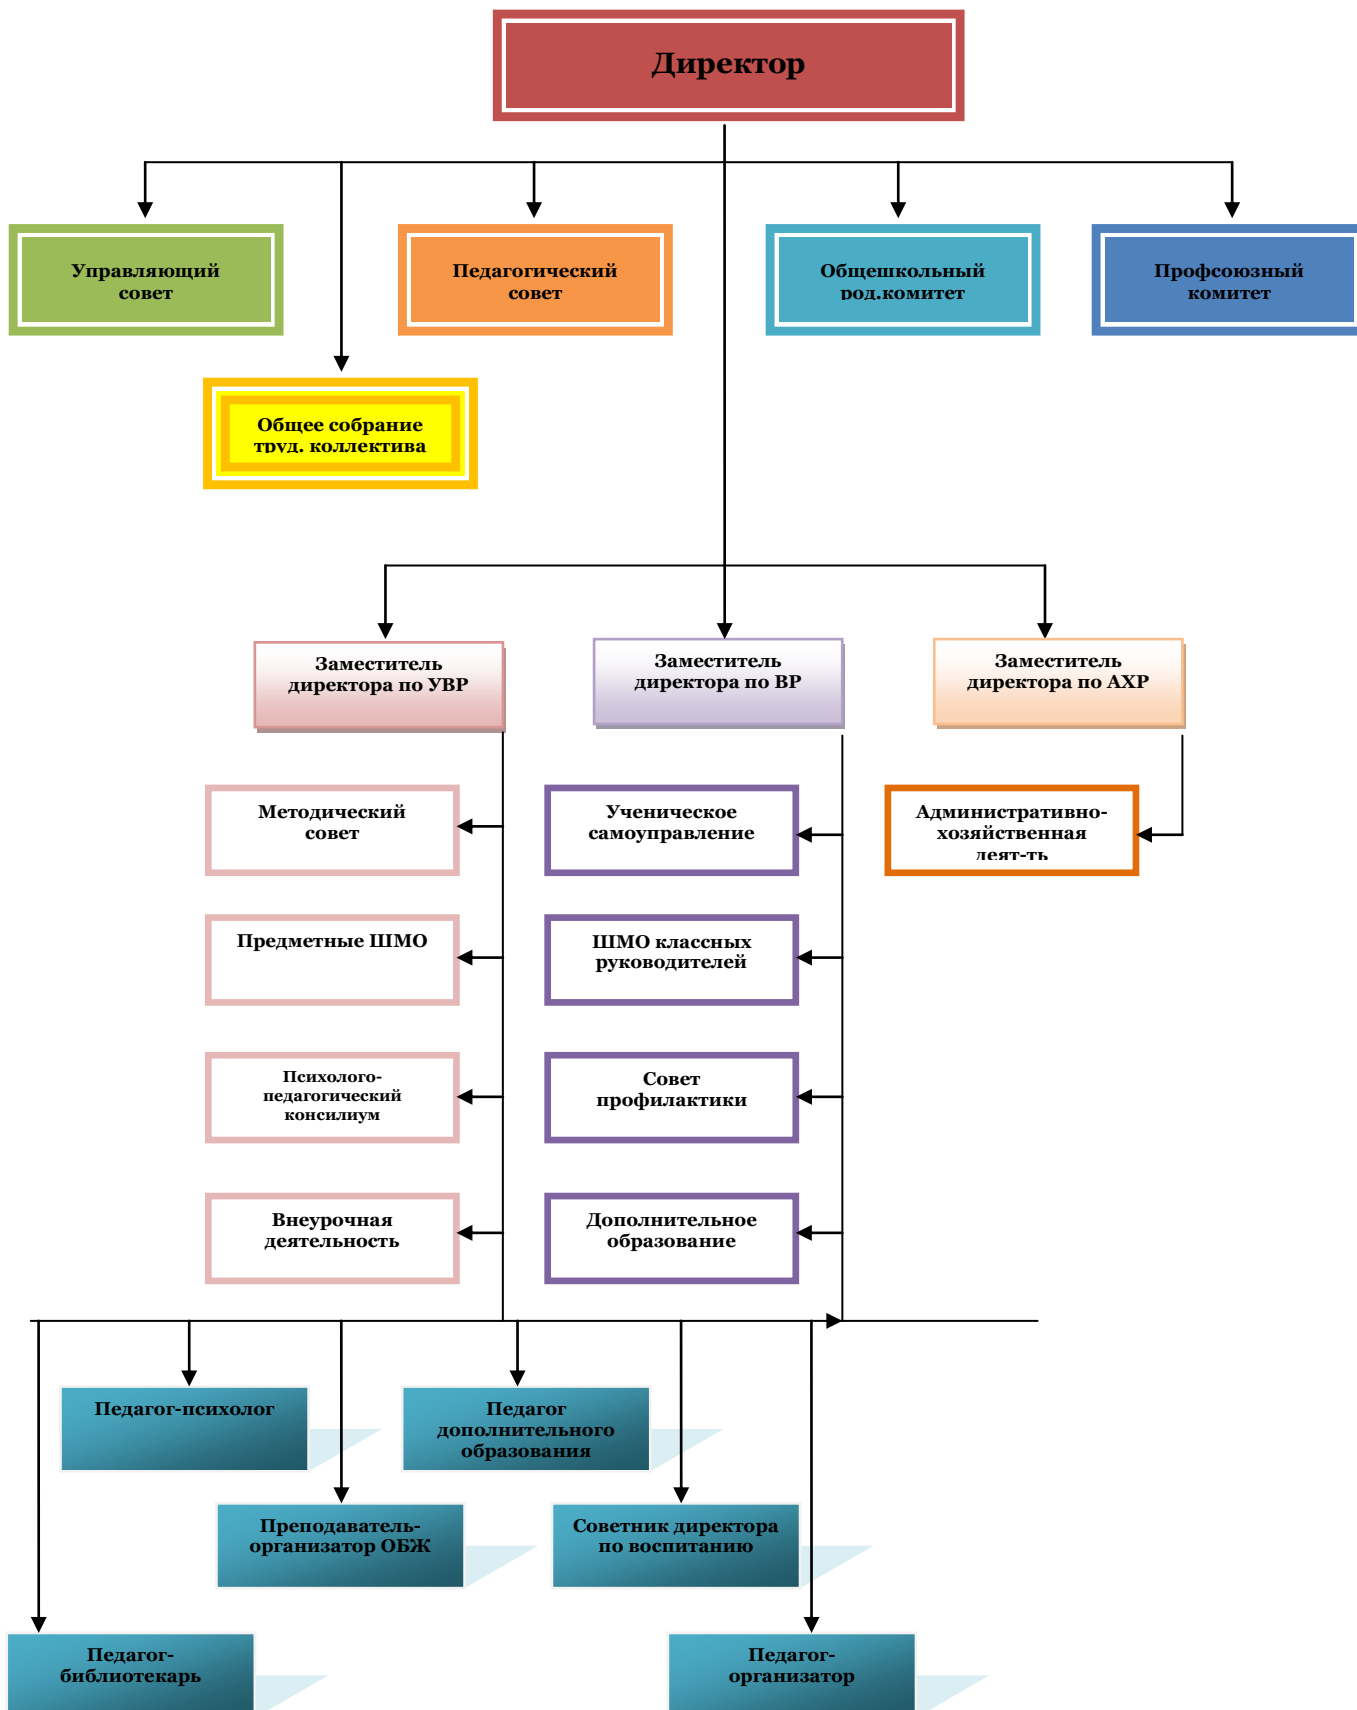 Директор
Управляющий
совет
Педагогический
совет
Общешкольный
род.комитет
Профсоюзный
комитет
Общее собрание
труд. коллектива
Заместитель
директора по УВР
Заместитель
директора по ВР
Заместитель
директора по АХР
Методический
совет
Ученическое
самоуправление
Административно-
хозяйственная
деят-ть
Предметные ШМО
ШМО классных
руководителей
Психолого-
педагогический
консилиум
Совет
профилактики
Внеурочная
деятельность
Дополнительное
образование
Педагог-психолог
Педагог
дополнительного
образования
Преподаватель-
организатор ОБЖ
Советник директора
по воспитанию
Педагог-
библиотекарь
Педагог-
организатор